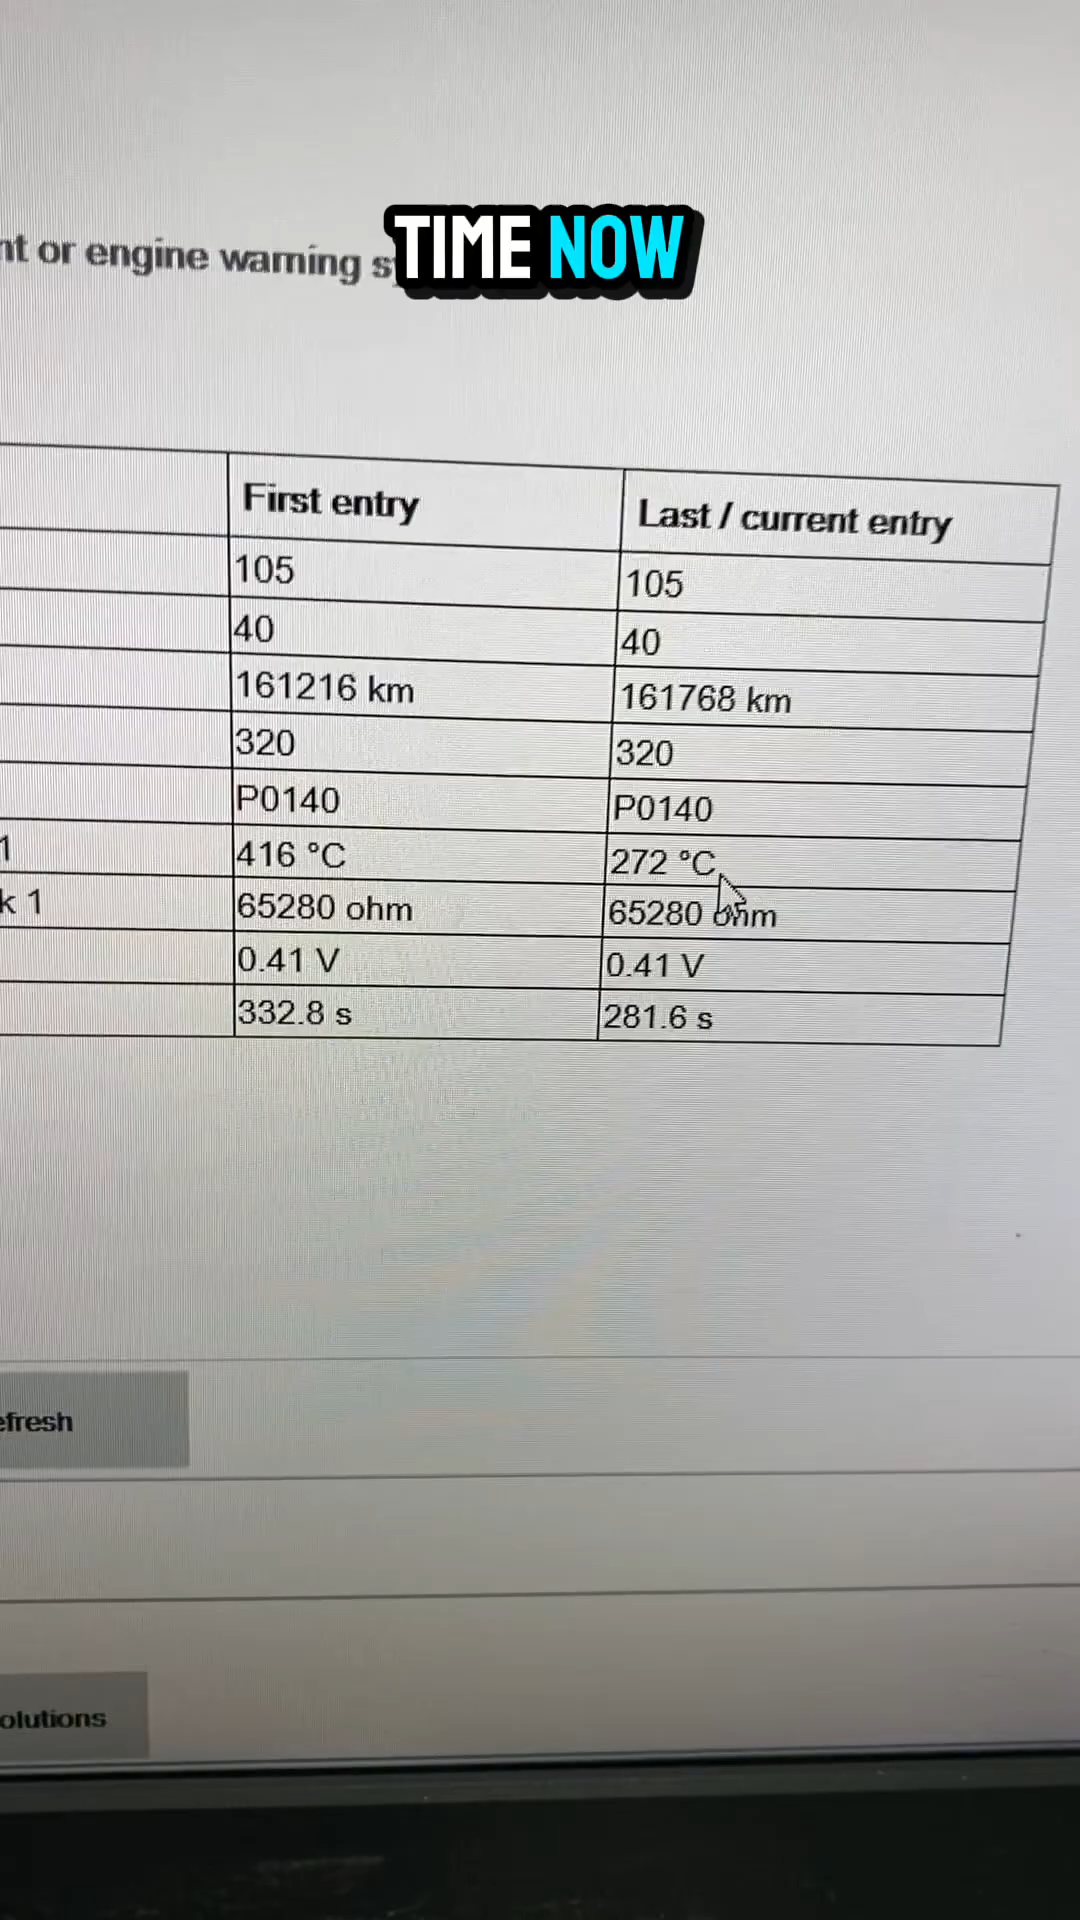 TIME NOW
nt or engine warning s
First entry Last / current entry
105 105
40 40
161216 km 161768 km
320 320
P0140 P0140
1 416 °C 272 °C
k 1 65280 ohm 65280 ohm
0.41 V 0.41 V
332.8 s 281.6 s
efresh
olutions